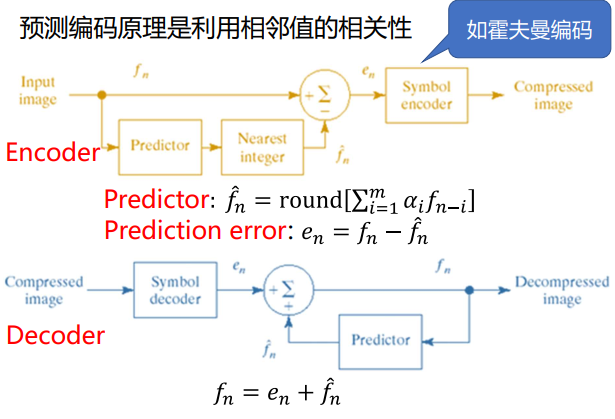 预测编码原理是利用相邻值的相关性
如霍夫曼编码
Input image
f_n
e_n
Symbol encoder
Compressed image
+ Σ −
Encoder
Predictor
Nearest integer
f̂_n
Predictor: f̂_n = round[∑_{i=1}^{m} α_i f_{n−i}]
Prediction error: e_n = f_n − f̂_n
Compressed image
Symbol decoder
e_n
+ Σ +
f_n
Decompressed image
Decoder
f̂_n
Predictor
f_n = e_n + f̂_n